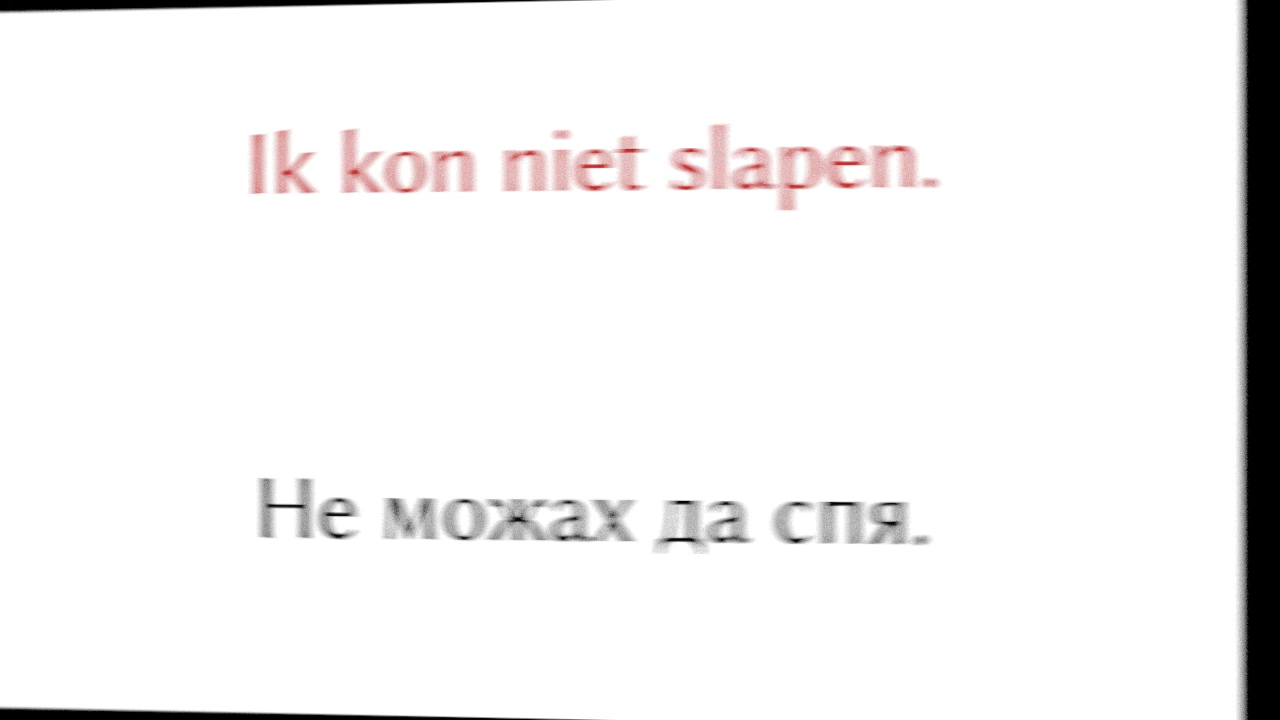 Ik kon niet slapen.
Не можах да спя.